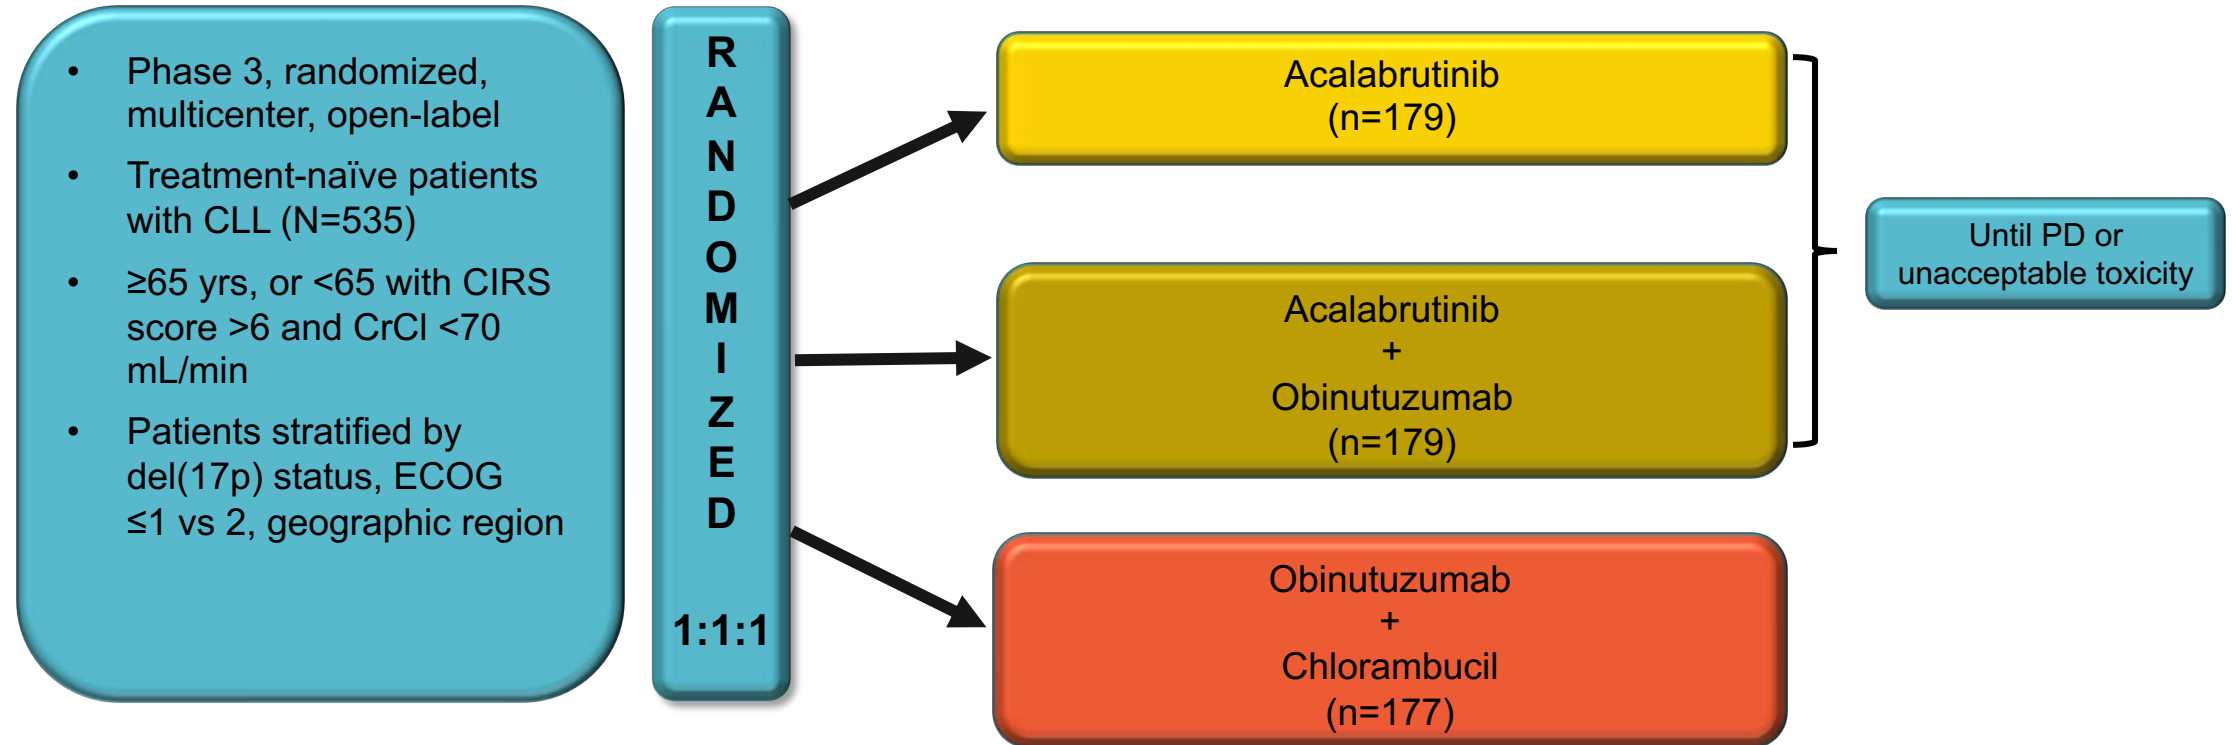 • Phase 3, randomized,
multicenter, open-label
• Treatment-naïve patients
with CLL (N=535)
• ≥65 yrs, or <65 with CIRS
score >6 and CrCl <70
mL/min
• Patients stratified by
del(17p) status, ECOG
≤1 vs 2, geographic region
R
A
N
D
O
M
I
Z
E
D
1:1:1
Acalabrutinib
(n=179)
Acalabrutinib
+
Obinutuzumab
(n=179)
Obinutuzumab
+
Chlorambucil
(n=177)
Until PD or
unacceptable toxicity